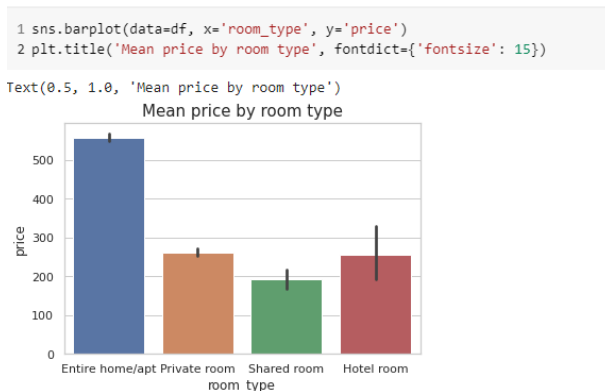 1 sns.barplot(data=df, x='room_type', y='price')
2 plt.title('Mean price by room type', fontdict={'fontsize': 15})
Text(0.5, 1.0, 'Mean price by room type')
Mean price by room type
500
400
300
200
100
0
price
Entire home/apt Private room Shared room Hotel room
room_type